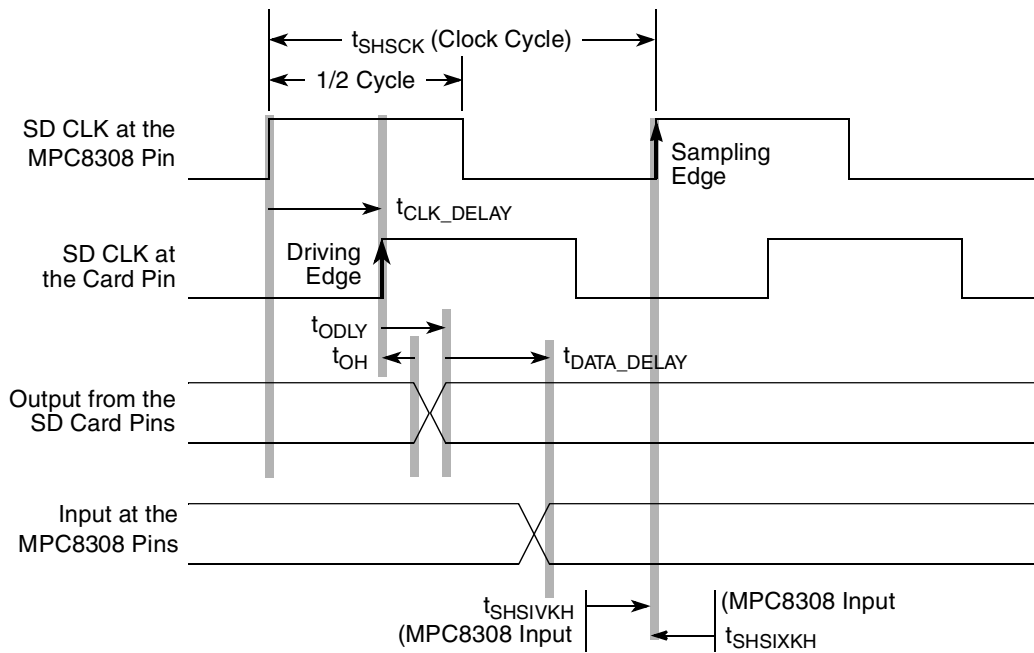 tSHSCK (Clock Cycle)
1/2 Cycle
SD CLK at the
MPC8308 Pin
Sampling
Edge
tCLK_DELAY
SD CLK at
the Card Pin
Driving
Edge
tODLY
tOH
tDATA_DELAY
Output from the
SD Card Pins
Input at the
MPC8308 Pins
tSHSIVKH
(MPC8308 Input
(MPC8308 Input
tSHSIXKH